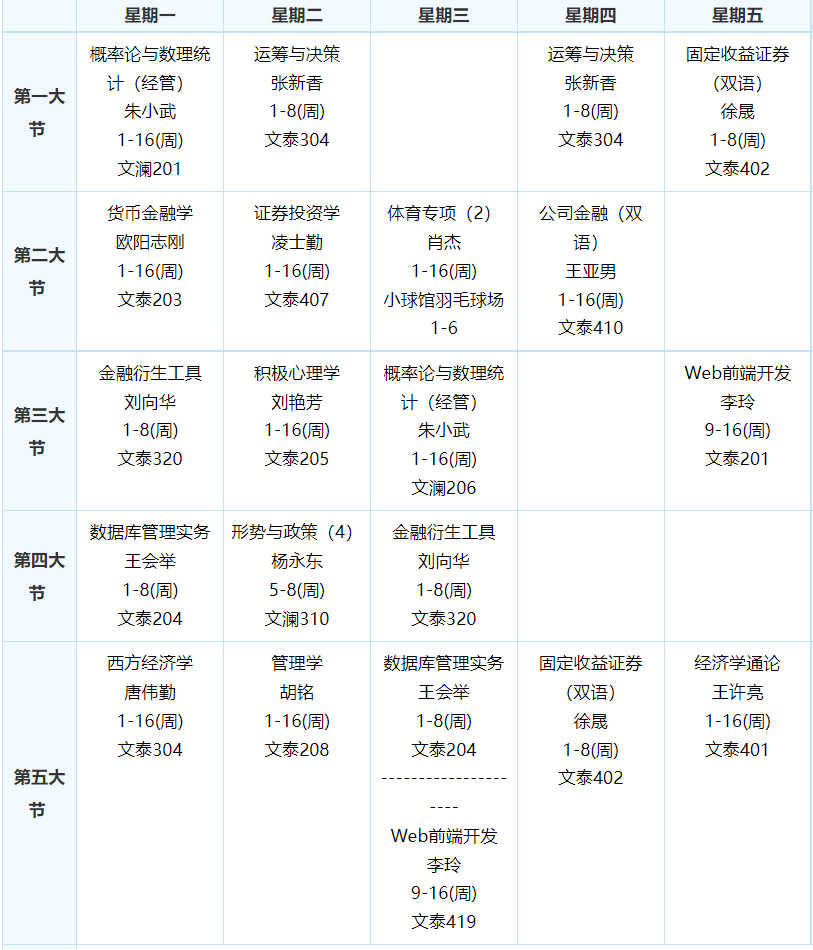 星期一
星期二
星期三
星期四
星期五
第一大
节
概率论与数理统
计（经管）
朱小武
1-16(周)
文澜201
运筹与决策
张新香
1-8(周)
文泰304
运筹与决策
张新香
1-8(周)
文泰304
固定收益证券
（双语）
徐晟
1-8(周)
文泰402
第二大
节
货币金融学
欧阳志刚
1-16(周)
文泰203
证券投资学
凌士勤
1-16(周)
文泰407
体育专项（2）
肖杰
1-16(周)
小球馆羽毛球场
1-6
公司金融（双
语）
王亚男
1-16(周)
文泰410
第三大
节
金融衍生工具
刘向华
1-8(周)
文泰320
积极心理学
刘艳芳
1-16(周)
文泰205
概率论与数理统
计（经管）
朱小武
1-16(周)
文澜206
Web前端开发
李玲
9-16(周)
文泰201
第四大
节
数据库管理实务
王会举
1-8(周)
文泰204
形势与政策（4）
杨永东
5-8(周)
文澜310
金融衍生工具
刘向华
1-8(周)
文泰320
第五大
节
西方经济学
唐伟勤
1-16(周)
文泰304
管理学
胡铭
1-16(周)
文泰208
数据库管理实务
王会举
1-8(周)
文泰204
-----------------
----
Web前端开发
李玲
9-16(周)
文泰419
固定收益证券
（双语）
徐晟
1-8(周)
文泰402
经济学通论
王许亮
1-16(周)
文泰401